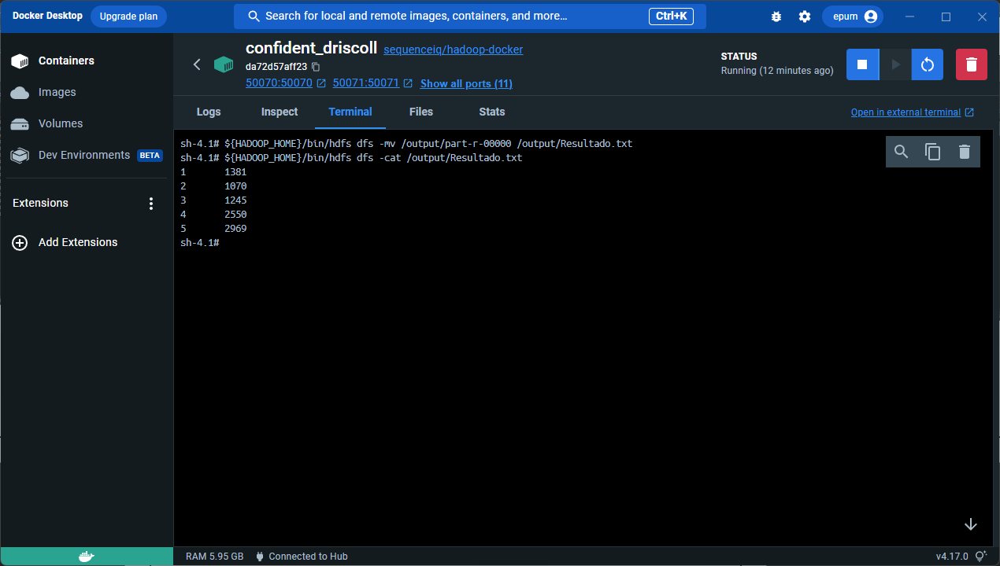 Docker Desktop Upgrade plan Search for local and remote images, containers, and more... Ctrl+K epum
Containers
Images
Volumes
Dev Environments BETA
Extensions
Add Extensions
confident_driscoll sequenceiq/hadoop-docker
da72d57aff23
50070:50070 50071:50071 Show all ports (11)
STATUS
Running (12 minutes ago)
Logs Inspect Terminal Files Stats Open in external terminal
sh-4.1# ${HADOOP_HOME}/bin/hdfs dfs -mv /output/part-r-00000 /output/Resultado.txt
sh-4.1# ${HADOOP_HOME}/bin/hdfs dfs -cat /output/Resultado.txt
1 1381
2 1070
3 1245
4 2550
5 2969
sh-4.1#
RAM 5.95 GB Connected to Hub v4.17.0